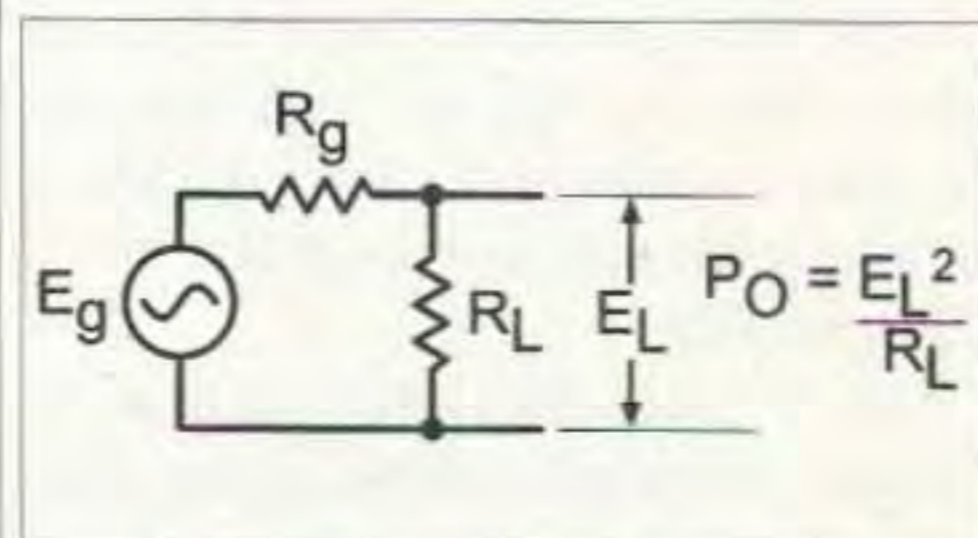 Rg
Eg
RL
EL
PO = EL²
RL